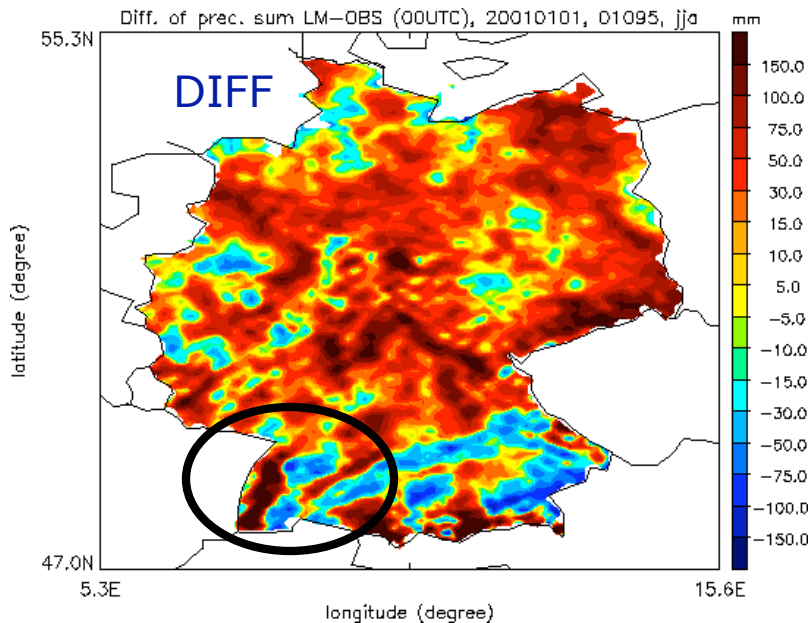 Diff. of prec. sum LM-OBS (00UTC), 20010101, 01095, jja
mm
55.3N
DIFF
150.0
100.0
75.0
50.0
30.0
15.0
10.0
5.0
-5.0
-10.0
-15.0
-30.0
-50.0
-75.0
-100.0
-150.0
latitude (degree)
47.0N
5.3E
15.6E
longitude (degree)